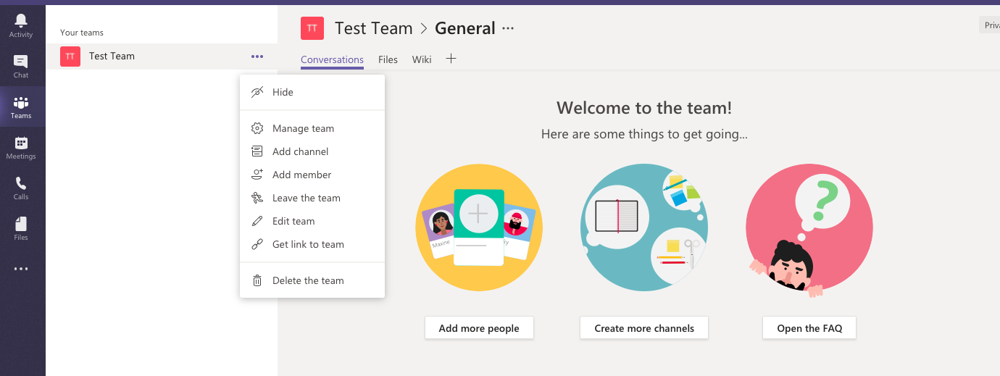 Activity
Chat
Teams
Meetings
Calls
Files
Your teams
TT
Test Team
Hide
Manage team
Add channel
Add member
Leave the team
Edit team
Get link to team
Delete the team
TT
Test Team > General
Priva
Conversations
Files
Wiki
Welcome to the team!
Here are some things to get going...
Maxine
ky
?
Add more people
Create more channels
Open the FAQ